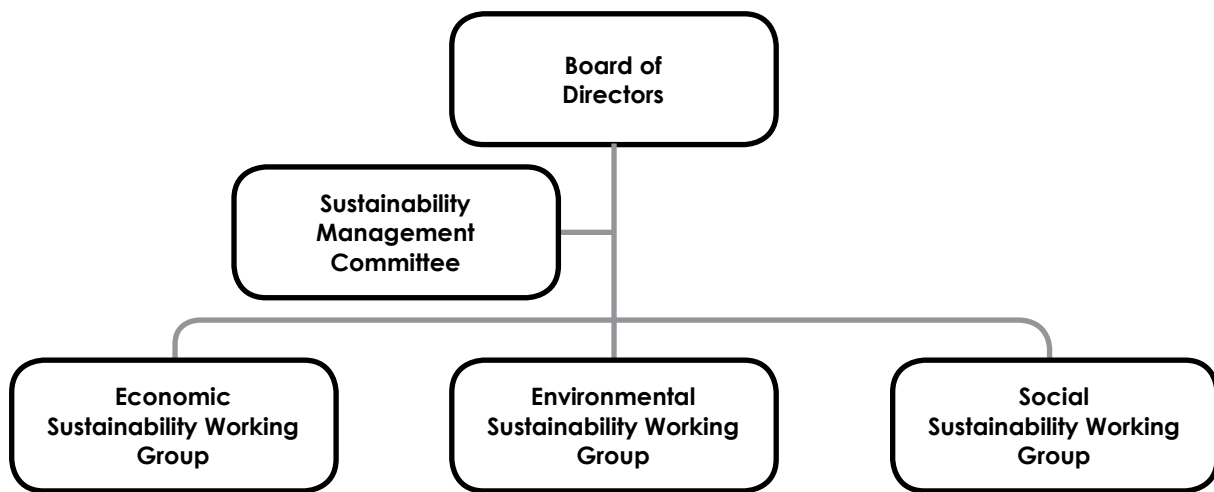 Board of
Directors
Sustainability
Management
Committee
Economic
Sustainability Working
Group
Environmental
Sustainability Working
Group
Social
Sustainability Working
Group